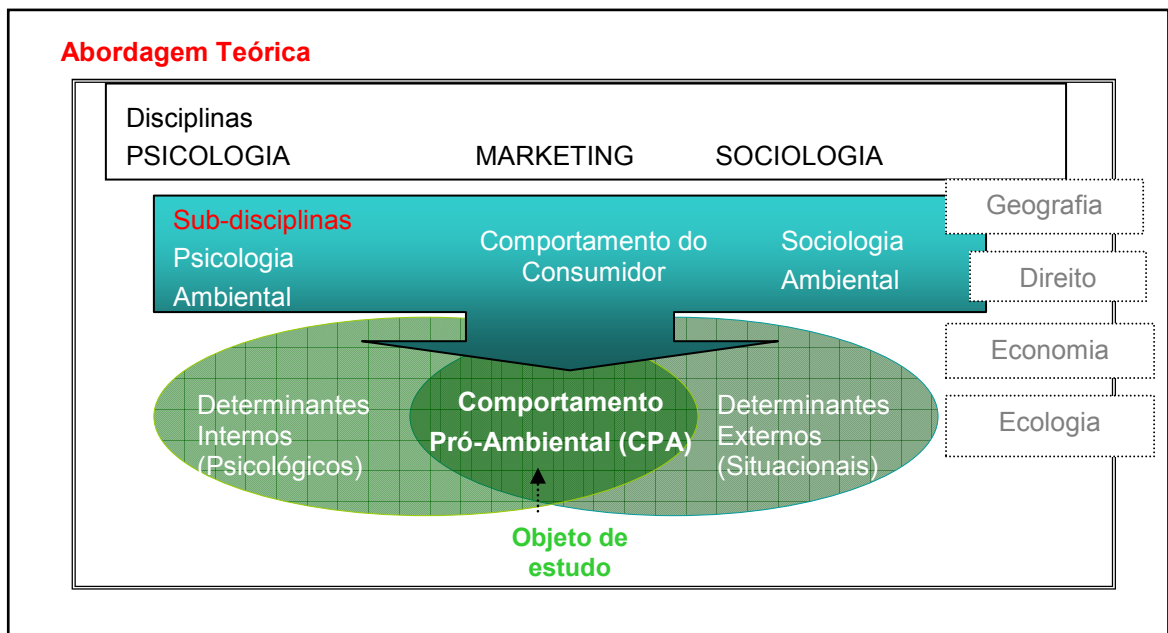 Abordagem Teórica
Disciplinas
PSICOLOGIA MARKETING SOCIOLOGIA
Sub-disciplinas
Psicologia
Ambiental
Comportamento do
Consumidor
Sociologia
Ambiental
Geografia
Direito
Economia
Ecologia
Determinantes
Internos
(Psicológicos)
Comportamento
Pró-Ambiental (CPA)
Determinantes
Externos
(Situacionais)
Objeto de
estudo